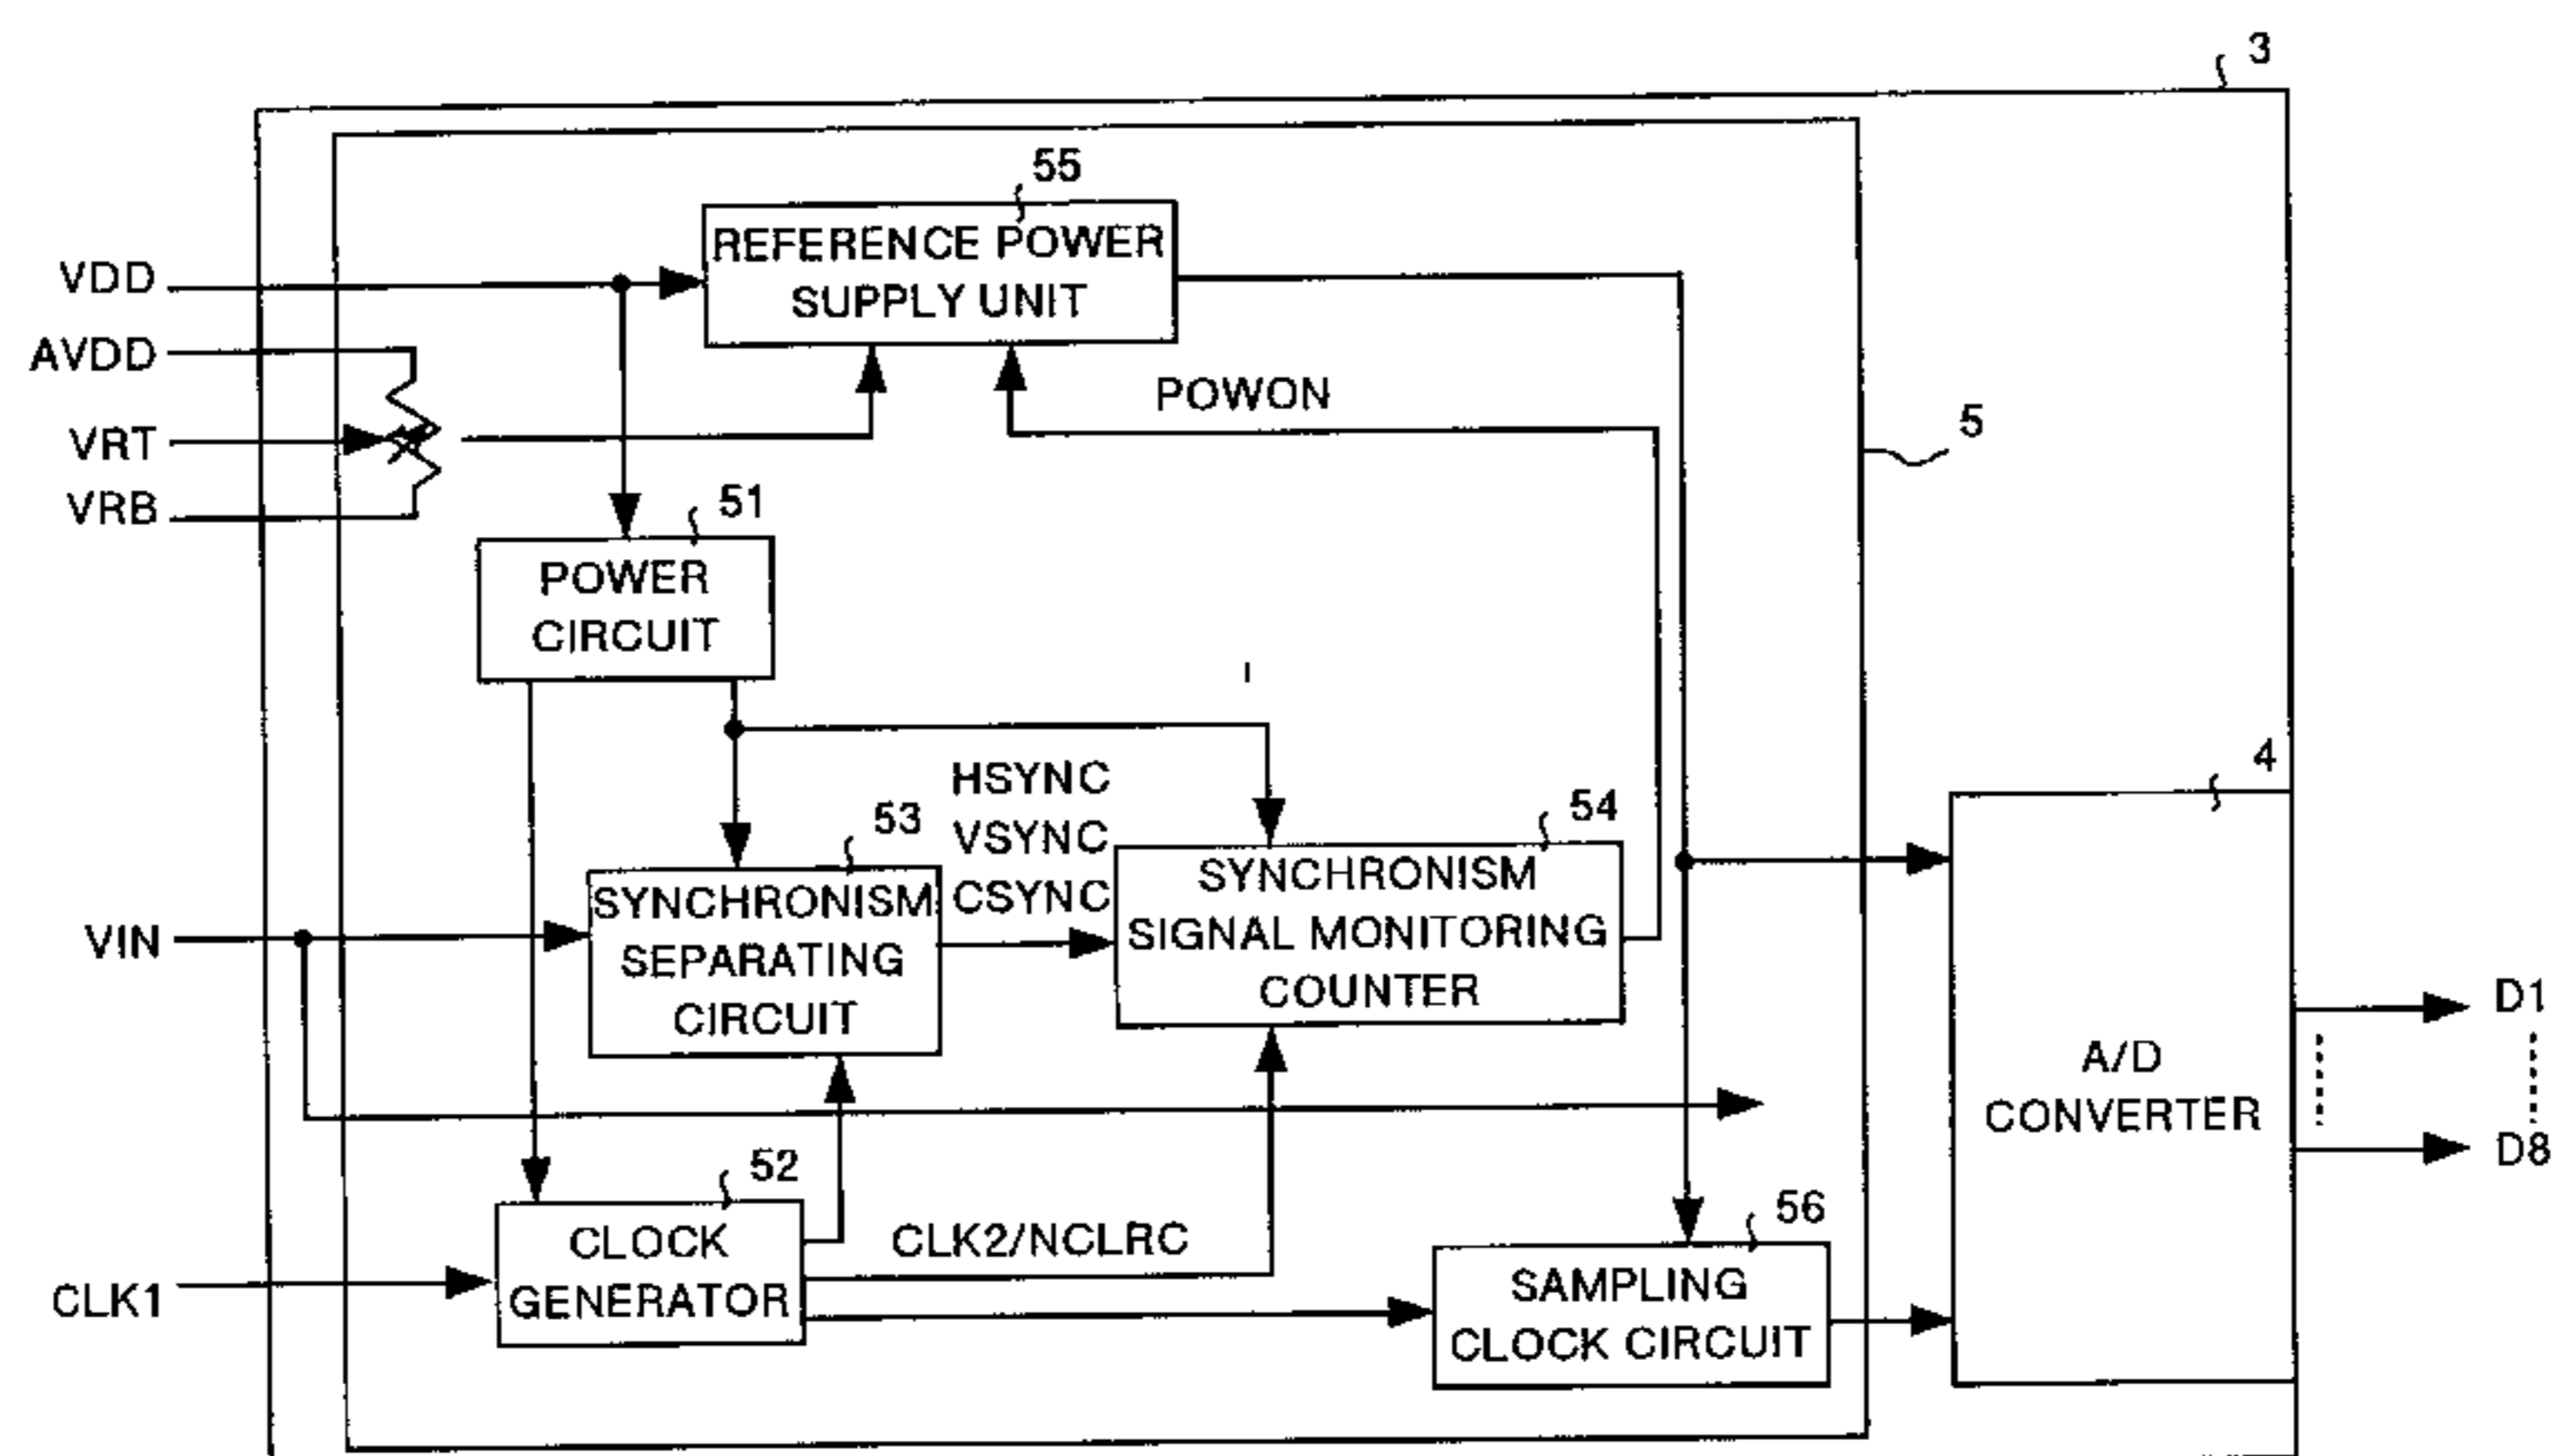 3
55
REFERENCE POWER
SUPPLY UNIT
VDD
AVDD
VRT
VRB
POWON
5
51
POWER
CIRCUIT
4
HSYNC
VSYNC
CSYNC
53
SYNCHRONISM
SEPARATING
CIRCUIT
54
SYNCHRONISM
SIGNAL MONITORING
COUNTER
VIN
A/D
CONVERTER
D1
D8
52
CLOCK
GENERATOR
CLK2/NCLRC
56
SAMPLING
CLOCK CIRCUIT
CLK1